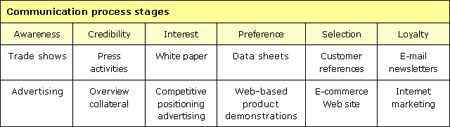 Communication process stages
Awareness Credibility Interest Preference Selection Loyalty
Trade shows Press activities White paper Data sheets Customer references E-mail newsletters
Advertising Overview collateral Competitive positioning advertising Web-based product demonstrations E-commerce Web site Internet marketing